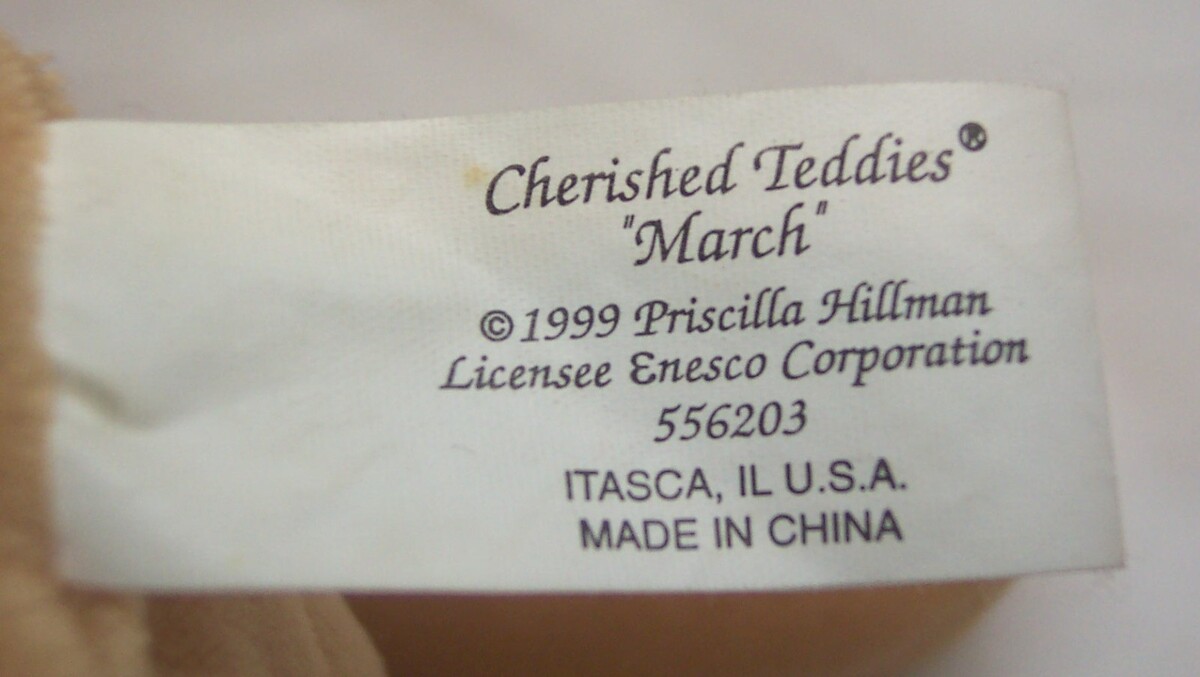 Cherished Teddies®
"March"
©1999 Priscilla Hillman
Licensee Enesco Corporation
556203
ITASCA, IL U.S.A.
MADE IN CHINA